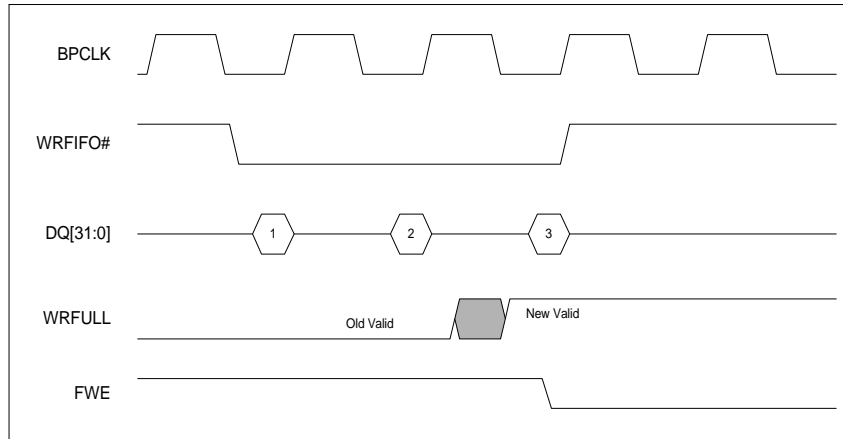 BPCLK
WRFIFO#
DQ[31:0]
1
2
3
WRFULL
Old Valid
New Valid
FWE